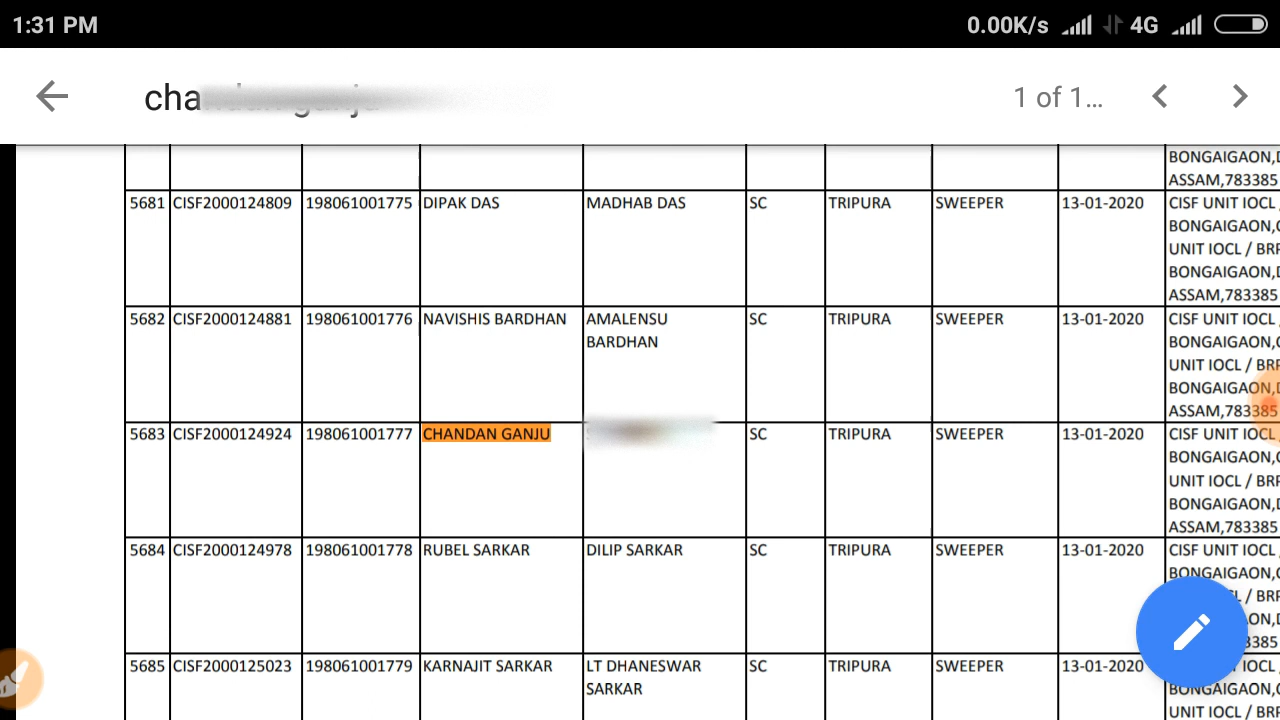 1:31 PM 0.00K/s 4G
cha 1 of 1...
BONGAIGAON,
ASSAM,783385
5681 CISF2000124809 198061001775 DIPAK DAS MADHAB DAS SC TRIPURA SWEEPER 13-01-2020 CISF UNIT IOCL
BONGAIGAON,
UNIT IOCL /
BONGAIGAON,
ASSAM,783385
5682 CISF2000124881 198061001776 NAVISHIS BARDHAN AMALENSU SC TRIPURA SWEEPER 13-01-2020 CISF UNIT IOCL
BARDHAN BONGAIGAON,
UNIT IOCL /
BONGAIGAON,
ASSAM,783385
5683 CISF2000124924 198061001777 CHANDAN GANJU SC TRIPURA SWEEPER 13-01-2020 CISF UNIT IOCL
BONGAIGAON,
UNIT IOCL /
BONGAIGAON,
ASSAM,783385
5684 CISF2000124978 198061001778 RUBEL SARKAR DILIP SARKAR SC TRIPURA SWEEPER 13-01-2020 CISF UNIT IOCL
BONGAIGAON,
5685 CISF2000125023 198061001779 KARNAJIT SARKAR LT DHANESWAR SC TRIPURA SWEEPER 13-01-2020 IOCL
SARKAR BONGAIGAON,
UNIT IOCL /